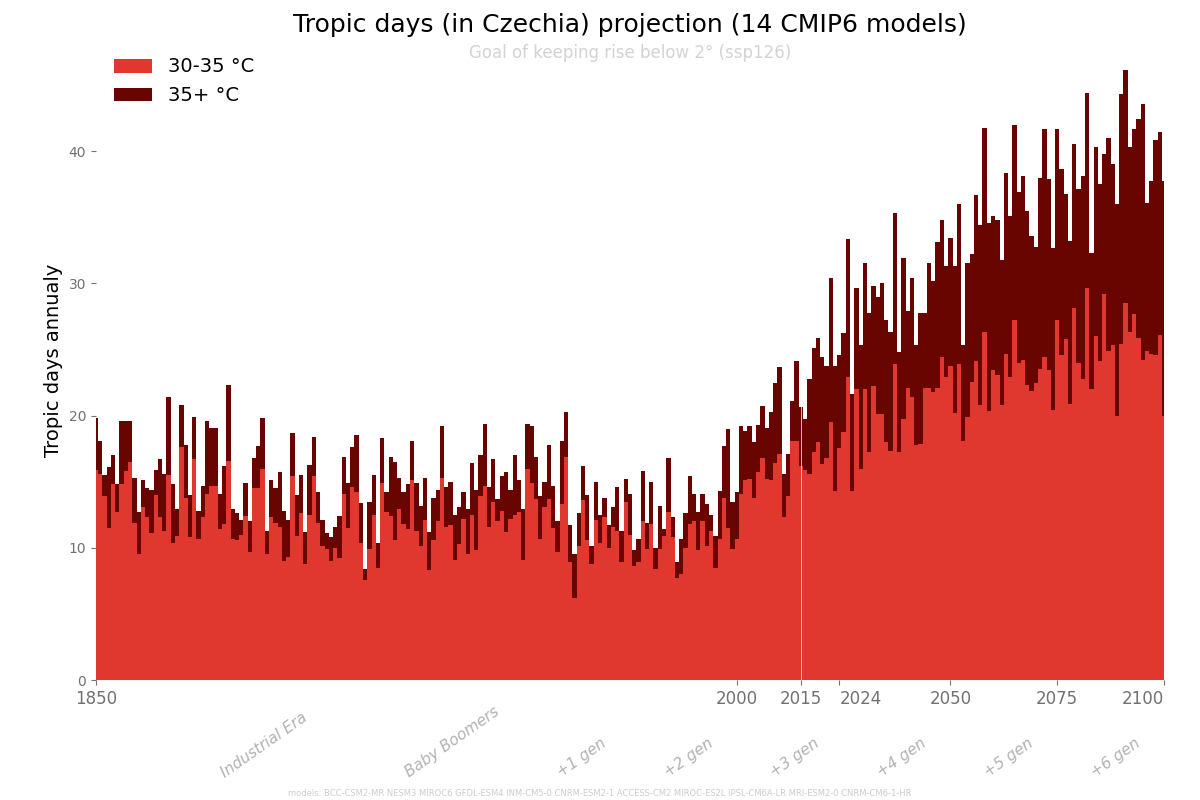 Tropic days (in Czechia) projection (14 CMIP6 models)
Goal of keeping rise below 2° (ssp126)
30-35 °C
35+ °C
Tropic days annualy
40
30
20
10
0
1850 2000 2015 2024 2050 2075 2100
Industrial Era Baby Boomers +1 gen +2 gen +3 gen +4 gen +5 gen +6 gen
models: BCC-CSM2-MR NESM3 MIROC6 GFDL-ESM4 INM-CM5-0 CNRM-ESM2-1 ACCESS-CM2 MIROC-ES2L IPSL-CM6A-LR MRI-ESM2-0 CNRM-CM6-1-HR